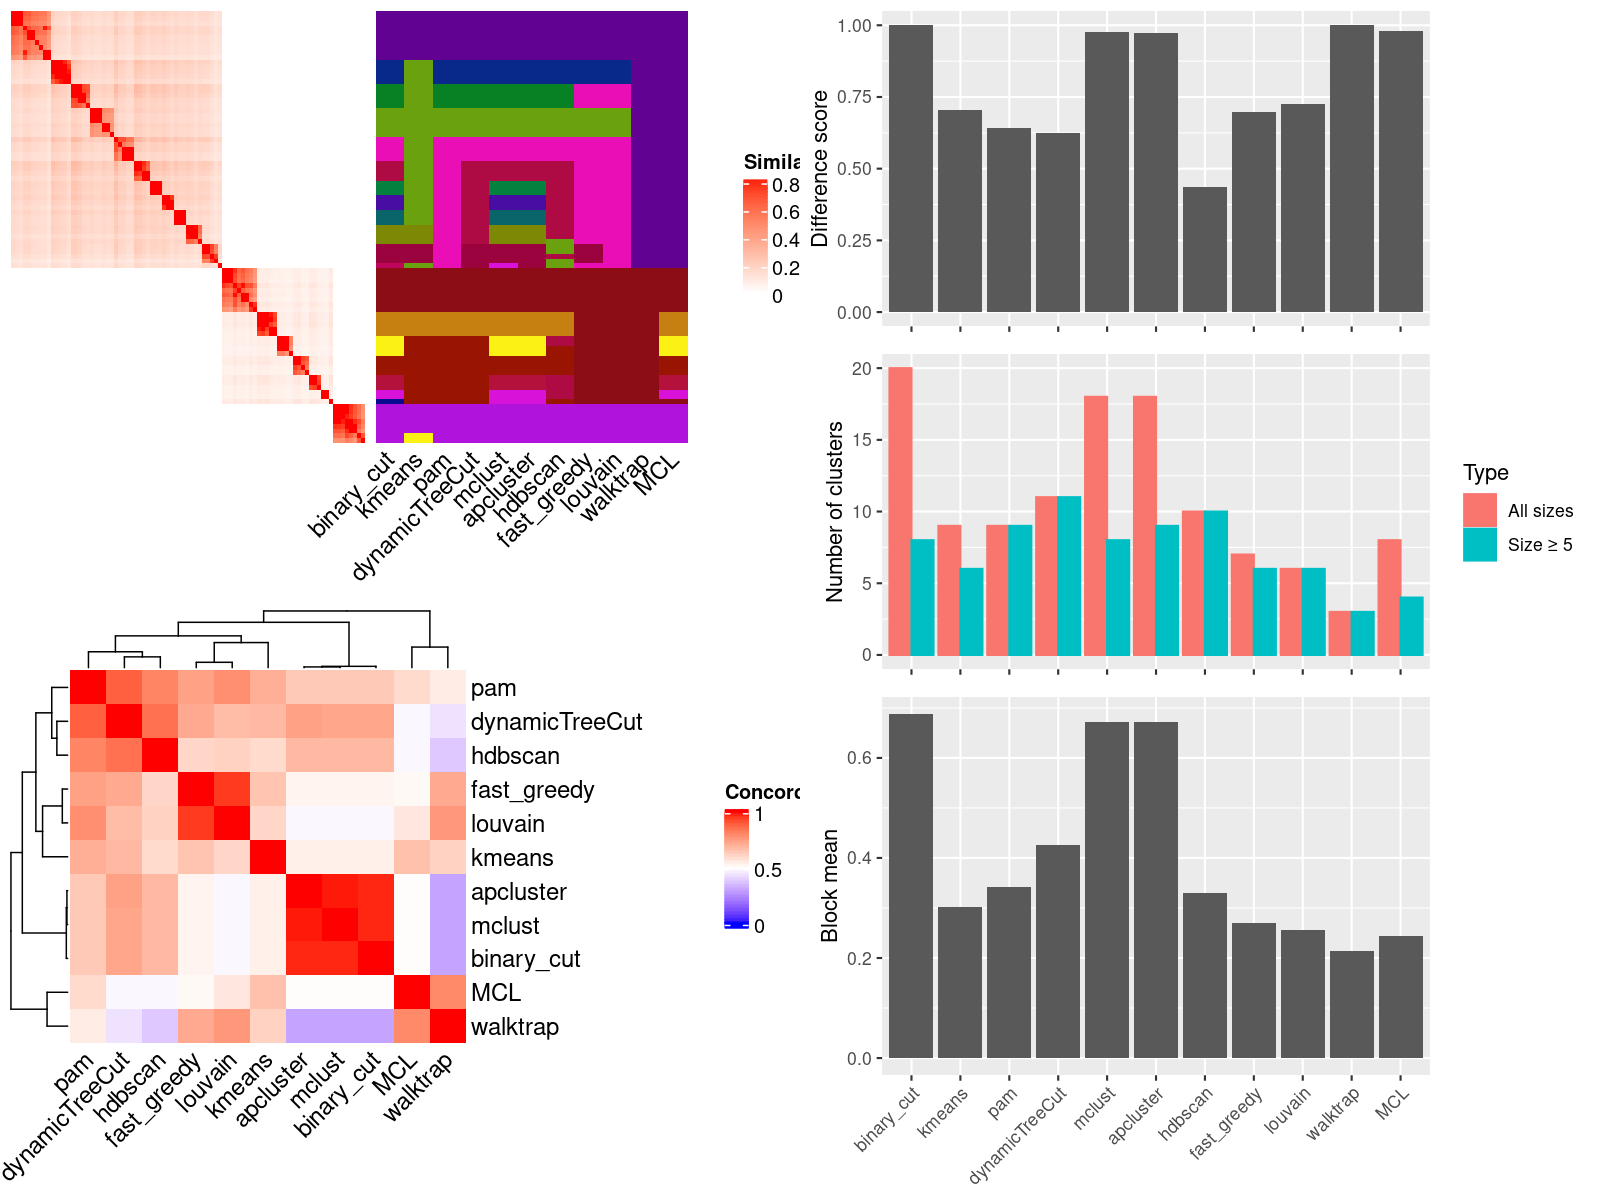 Simila
0.8
0.6
0.4
0.2
0
binary_cut
kmeans
pam
dynamicTreeCut
mclust
apcluster
hdbscan
fast_greedy
louvain
walktrap
MCL
pam
dynamicTreeCut
hdbscan
fast_greedy
louvain
kmeans
apcluster
mclust
binary_cut
MCL
walktrap
Concord
1
0.5
0
pam
dynamicTreeCut
hdbscan
fast_greedy
louvain
kmeans
apcluster
mclust
binary_cut
MCL
walktrap
Difference score
1.00
0.75
0.50
0.25
0.00
Number of clusters
20
15
10
5
0
Type
All sizes
Size ≥ 5
Block mean
0.6
0.4
0.2
0.0
binary_cut
kmeans
pam
dynamicTreeCut
mclust
apcluster
hdbscan
fast_greedy
louvain
walktrap
MCL